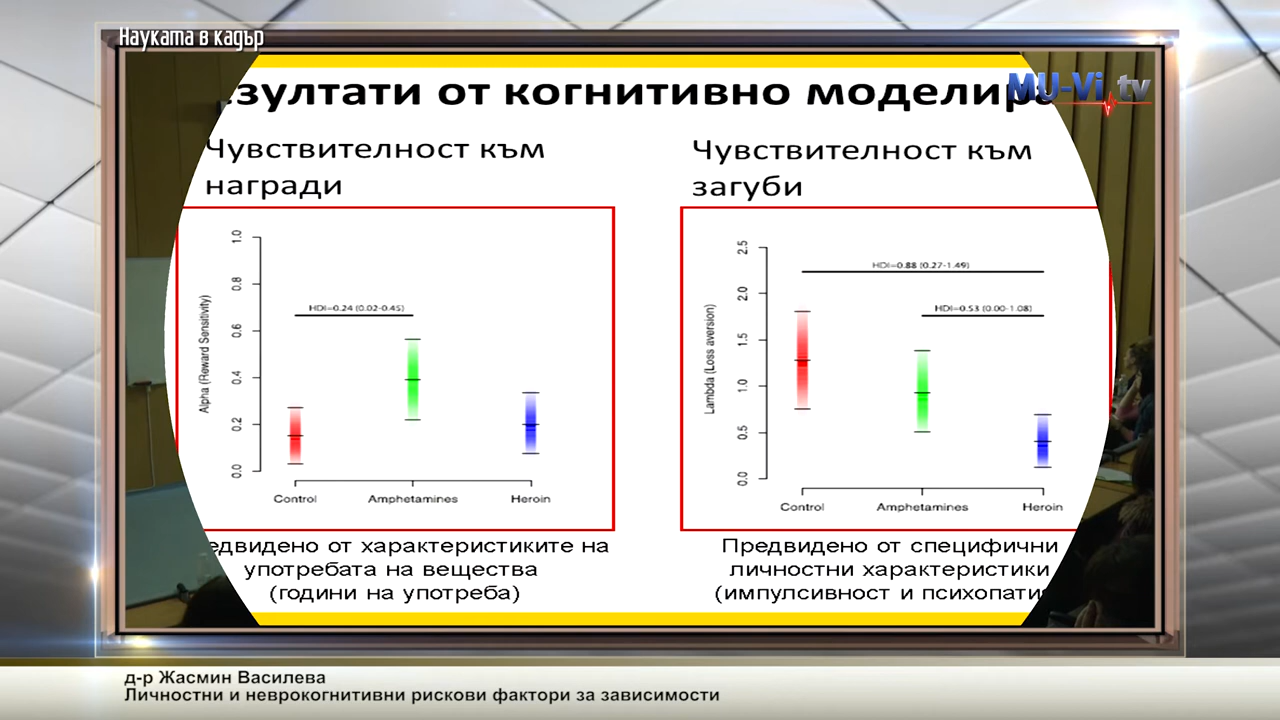 Науката в кадър
MU-Vi.tv
зултати от когнитивно моделира
Чувствителност към
награди
Alpha (Reward Sensitivity)
1.0
0.8
0.6
0.4
0.2
0.0
HDI=0.24 (0.02-0.45)
Control Amphetamines Heroin
едвидено от характеристиките на
употребата на вещества
(години на употреба)
Чувствителност към
загуби
Lambda (Loss aversion)
2.5
2.0
1.5
1.0
0.5
0.0
HDI=0.88 (0.27-1.49)
HDI=0.53 (0.00-1.08)
Control Amphetamines Heroin
Предвидено от специфични
личностни характеристики
(импулсивност и психопати
д-р Жасмин Василева
Личностни и неврокогнитивни рискови фактори за зависимости